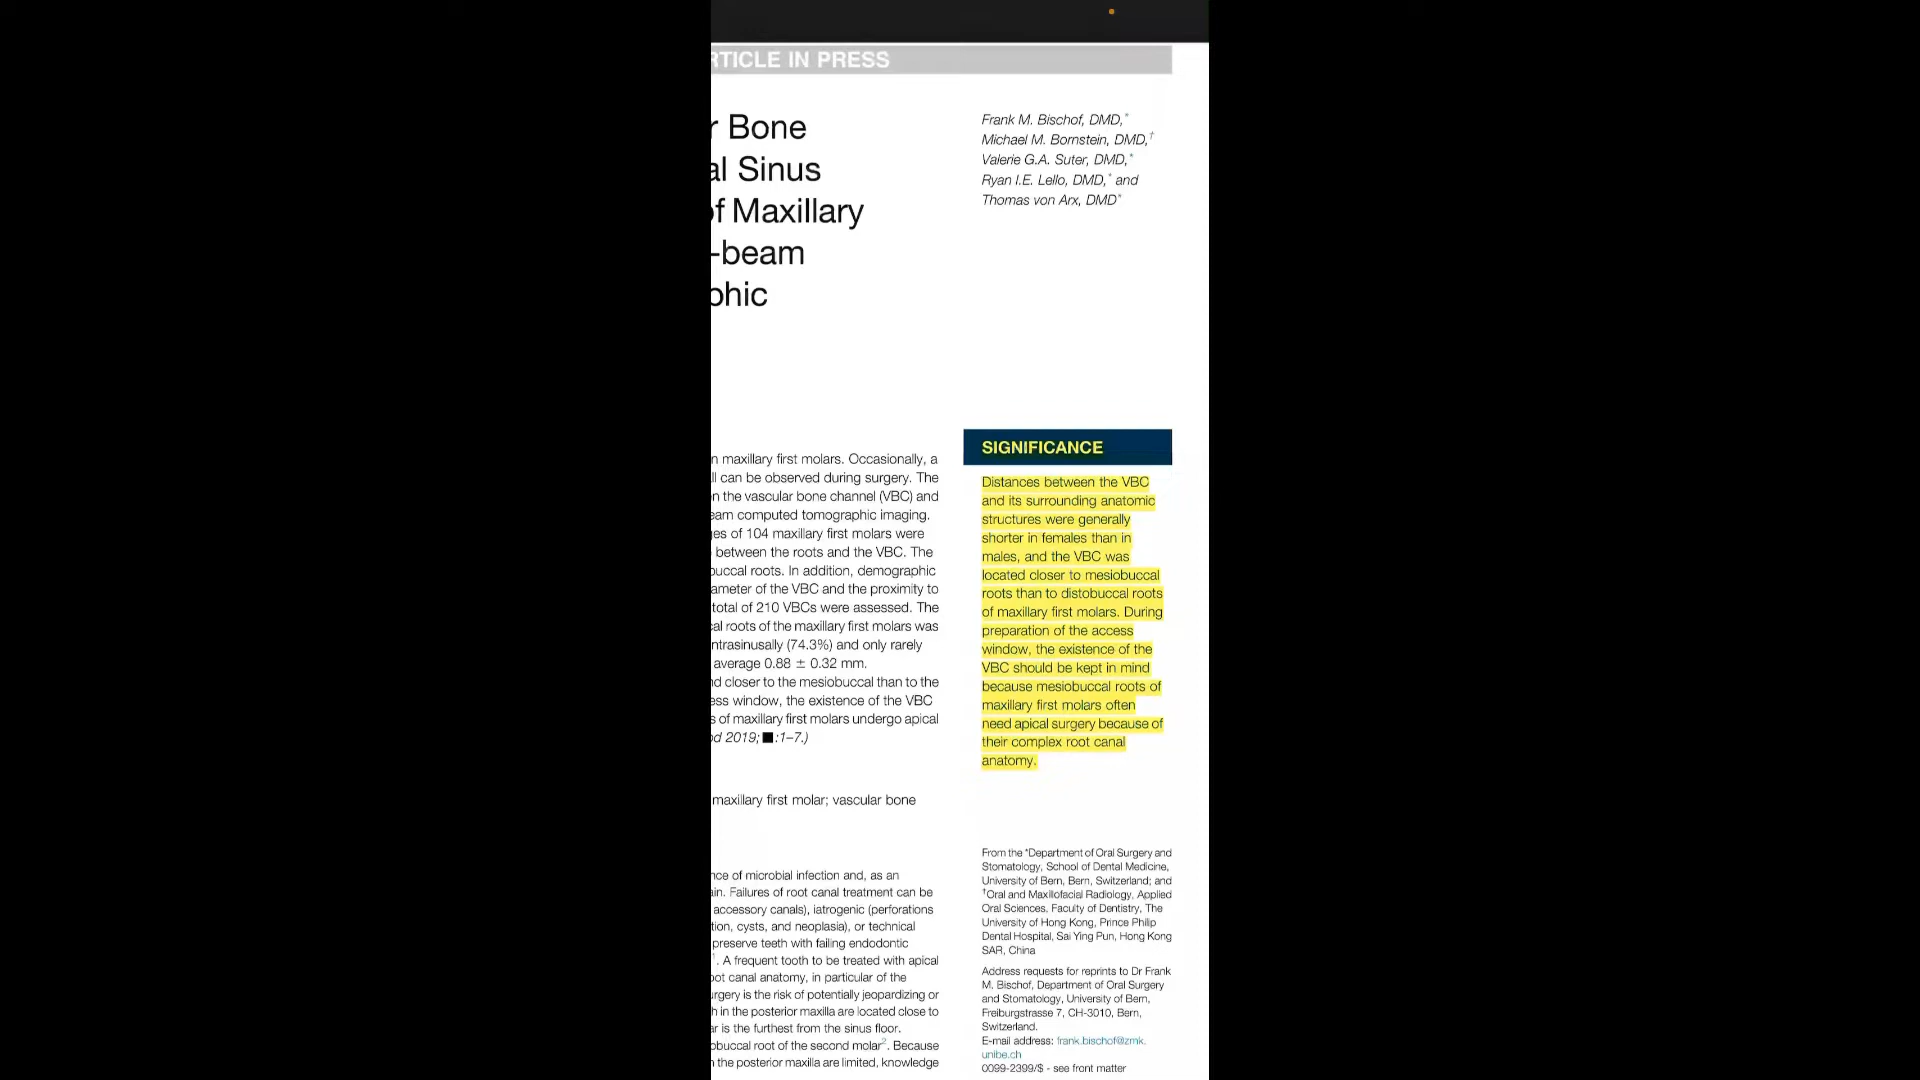 RTICLE IN PRESS
r Bone
al Sinus
of Maxillary
-beam
phic
Frank M. Bischof, DMD,*
Michael M. Bornstein, DMD,†
Valerie G.A. Suter, DMD,*
Ryan I.E. Lello, DMD,* and
Thomas von Arx, DMD*
n maxillary first molars. Occasionally, a
ll can be observed during surgery. The
n the vascular bone channel (VBC) and
eam computed tomographic imaging.
ges of 104 maxillary first molars were
between the roots and the VBC. The
buccal roots. In addition, demographic
ameter of the VBC and the proximity to
total of 210 VBCs were assessed. The
cal roots of the maxillary first molars was
ntrasinusally (74.3%) and only rarely
average 0.88 ± 0.32 mm.
nd closer to the mesiobuccal than to the
ess window, the existence of the VBC
s of maxillary first molars undergo apical
od 2019;■:1–7.)
maxillary first molar; vascular bone
nce of microbial infection and, as an
ain. Failures of root canal treatment can be
accessory canals), iatrogenic (perforations
tion, cysts, and neoplasia), or technical
preserve teeth with failing endodontic
1. A frequent tooth to be treated with apical
oot canal anatomy, in particular of the
urgery is the risk of potentially jeopardizing or
h in the posterior maxilla are located close to
ar is the furthest from the sinus floor.
obuccal root of the second molar2. Because
n the posterior maxilla are limited, knowledge
SIGNIFICANCE
Distances between the VBC
and its surrounding anatomic
structures were generally
shorter in females than in
males, and the VBC was
located closer to mesiobuccal
roots than to distobuccal roots
of maxillary first molars. During
preparation of the access
window, the existence of the
VBC should be kept in mind
because mesiobuccal roots of
maxillary first molars often
need apical surgery because of
their complex root canal
anatomy.
From the *Department of Oral Surgery and
Stomatology, School of Dental Medicine,
University of Bern, Bern, Switzerland; and
†Oral and Maxillofacial Radiology, Applied
Oral Sciences, Faculty of Dentistry, The
University of Hong Kong, Prince Philip
Dental Hospital, Sai Ying Pun, Hong Kong
SAR, China
Address requests for reprints to Dr Frank
M. Bischof, Department of Oral Surgery
and Stomatology, University of Bern,
Freiburgstrasse 7, CH-3010, Bern,
Switzerland.
E-mail address: frank.bischof@zmk.
unibe.ch
0099-2399/$ - see front matter